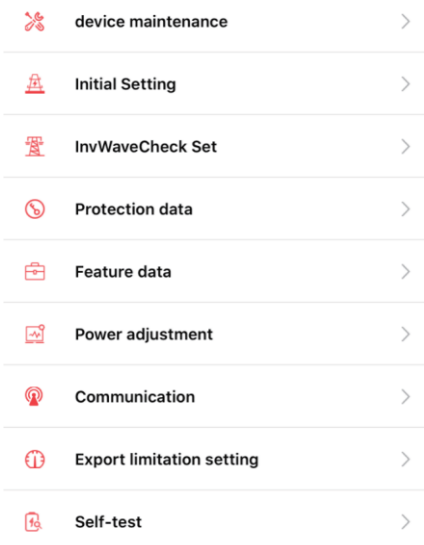 device maintenance
Initial Setting
InvWaveCheck Set
Protection data
Feature data
Power adjustment
Communication
Export limitation setting
Self-test